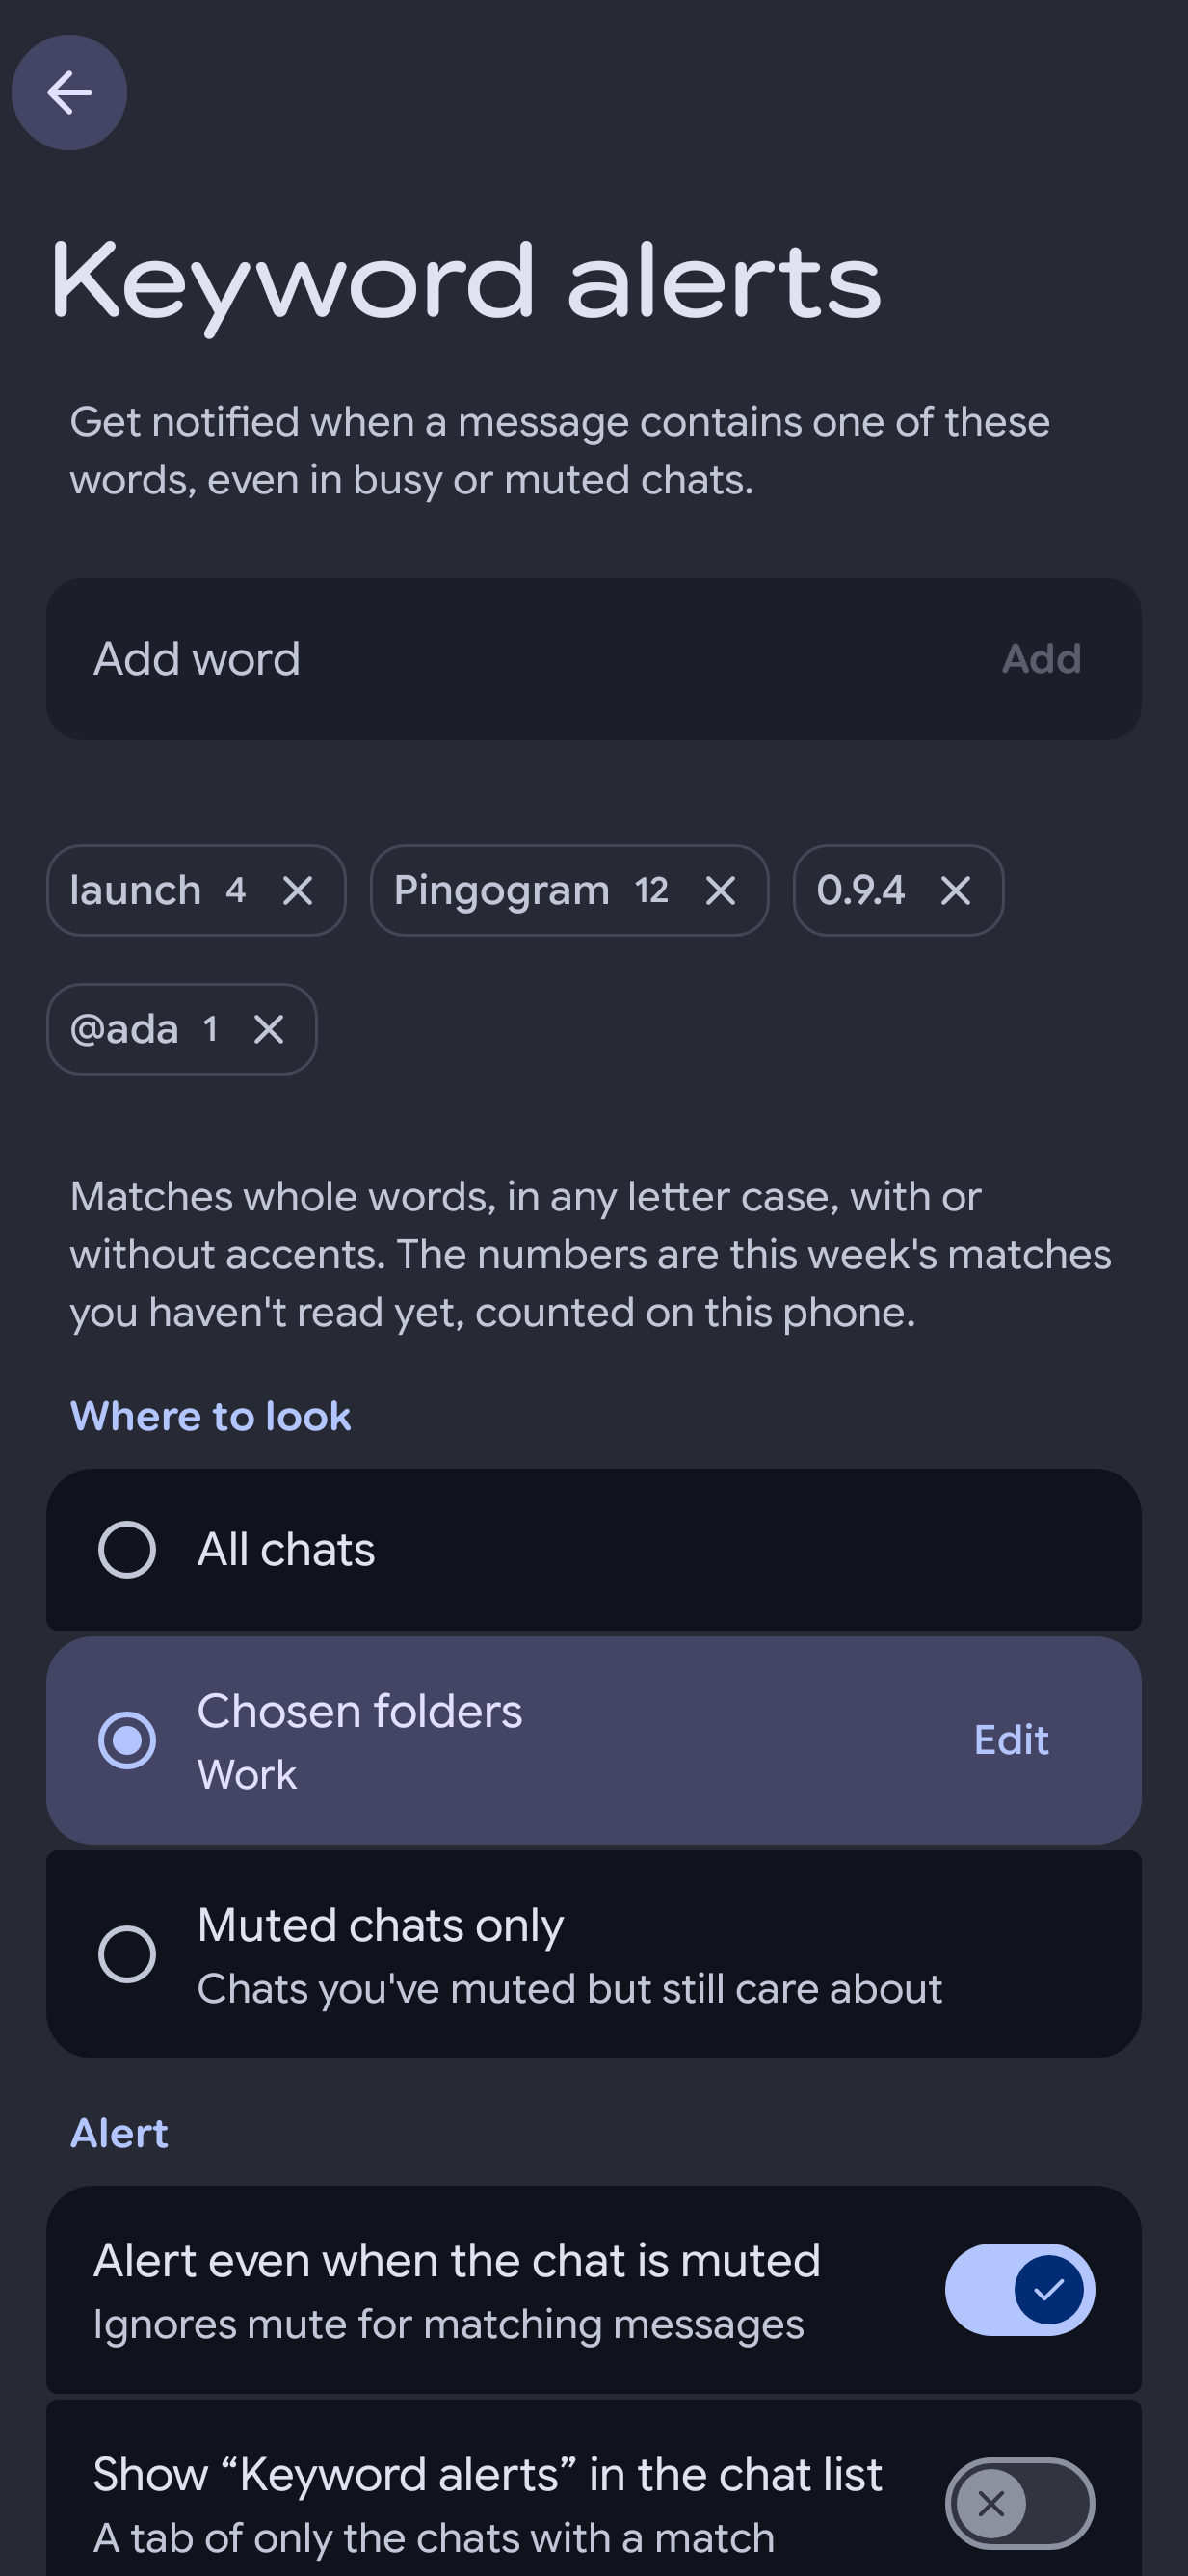 Keyword alerts
Get notified when a message contains one of these
words, even in busy or muted chats.
Add word Add
launch 4 Pingogram 12 0.9.4
@ada 1
Matches whole words, in any letter case, with or
without accents. The numbers are this week's matches
you haven't read yet, counted on this phone.
Where to look
All chats
Chosen folders
Work
Edit
Muted chats only
Chats you've muted but still care about
Alert
Alert even when the chat is muted
Ignores mute for matching messages
Show “Keyword alerts” in the chat list
A tab of only the chats with a match